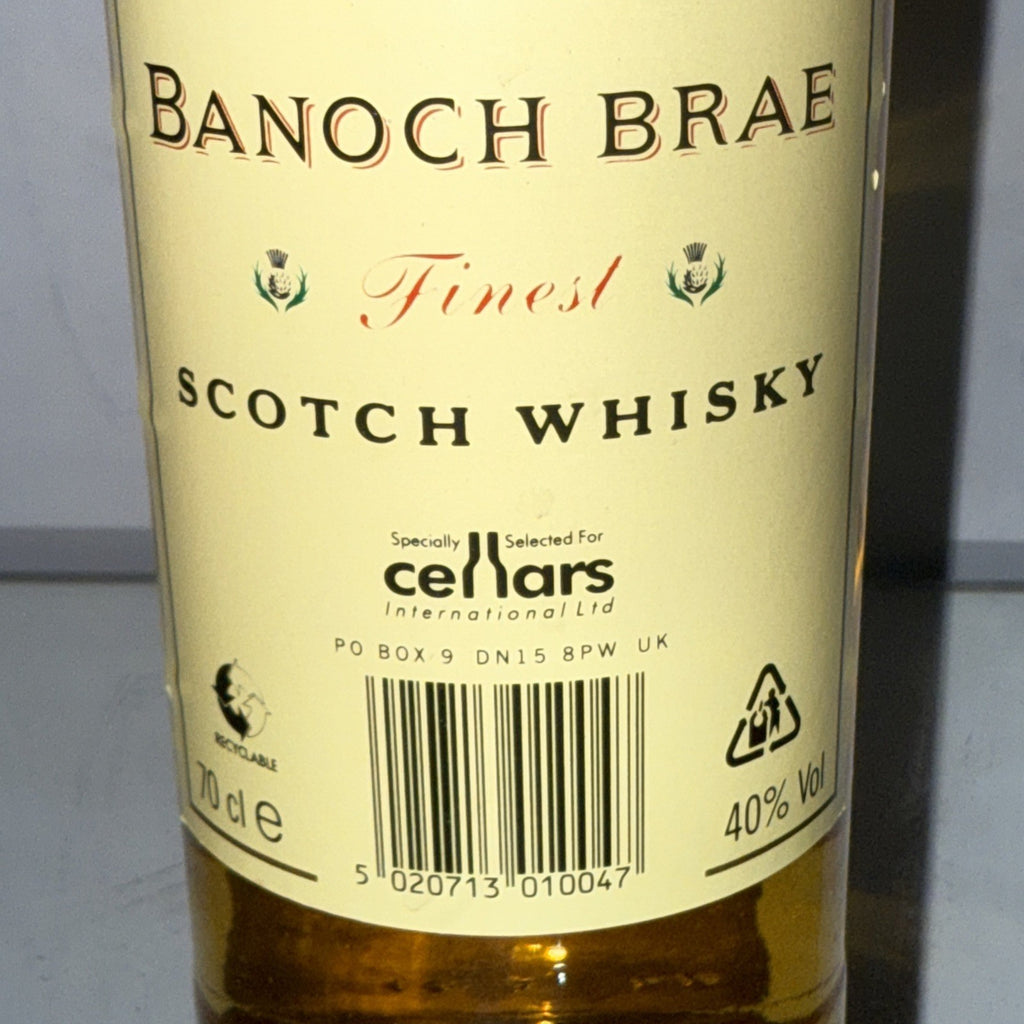 BANOCH BRAE
Finest
SCOTCH WHISKY
Specially Selected For
cellars
International Ltd
PO BOX 9 DN15 8PW UK
RECYCLABLE
70 cl e
40% Vol
5 020713 010047